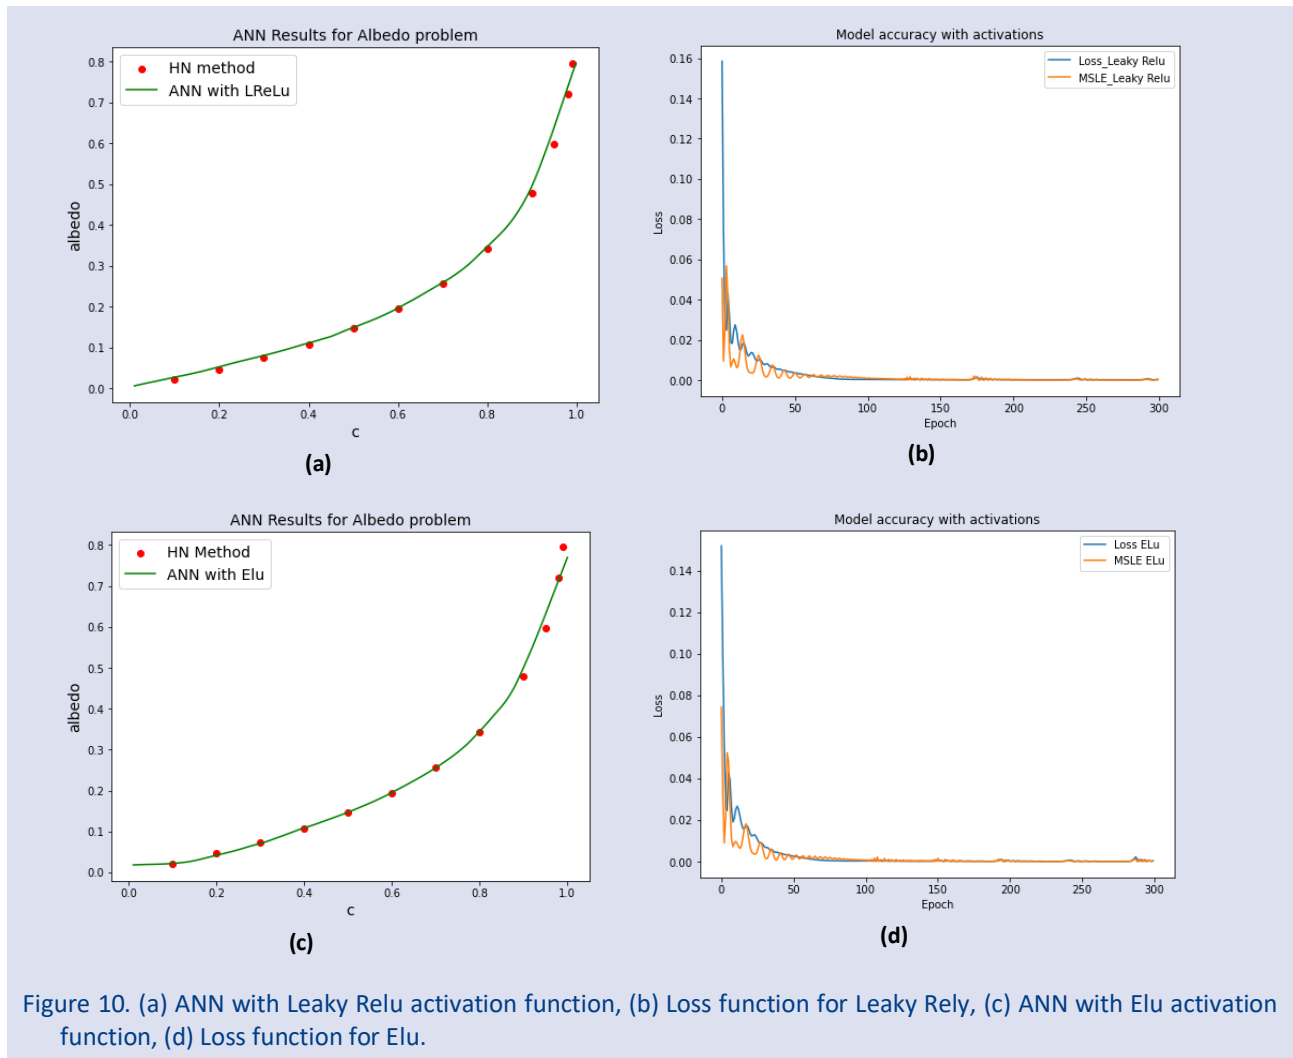 ANN Results for Albedo problem
HN method
ANN with LReLu
0.8
0.7
0.6
0.5
0.4
0.3
0.2
0.1
0.0
albedo
0.0 0.2 0.4 0.6 0.8 1.0
c
(a)
Model accuracy with activations
Loss_Leaky Relu
MSLE_Leaky Relu
0.16
0.14
0.12
0.10
0.08
0.06
0.04
0.02
0.00
Loss
0 50 100 150 200 250 300
Epoch
(b)
ANN Results for Albedo problem
HN Method
ANN with Elu
0.8
0.7
0.6
0.5
0.4
0.3
0.2
0.1
0.0
albedo
0.0 0.2 0.4 0.6 0.8 1.0
c
(c)
Model accuracy with activations
Loss ELu
MSLE ELu
0.14
0.12
0.10
0.08
0.06
0.04
0.02
0.00
Loss
0 50 100 150 200 250 300
Epoch
(d)
Figure 10. (a) ANN with Leaky Relu activation function, (b) Loss function for Leaky Rely, (c) ANN with Elu activation
function, (d) Loss function for Elu.